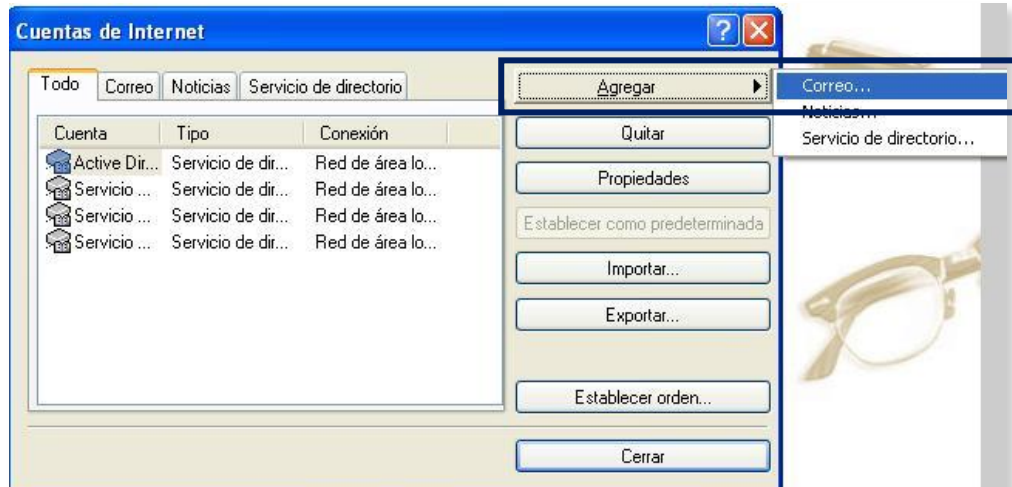 Cuentas de Internet
Todo Correo Noticias Servicio de directorio
Agregar
Correo...
Noticias...
Servicio de directorio...
Cuenta Tipo Conexión
Active Dir... Servicio de dir... Red de área lo...
Servicio ... Servicio de dir... Red de área lo...
Servicio ... Servicio de dir... Red de área lo...
Servicio ... Servicio de dir... Red de área lo...
Quitar
Propiedades
Establecer como predeterminada
Importar...
Exportar...
Establecer orden...
Cerrar